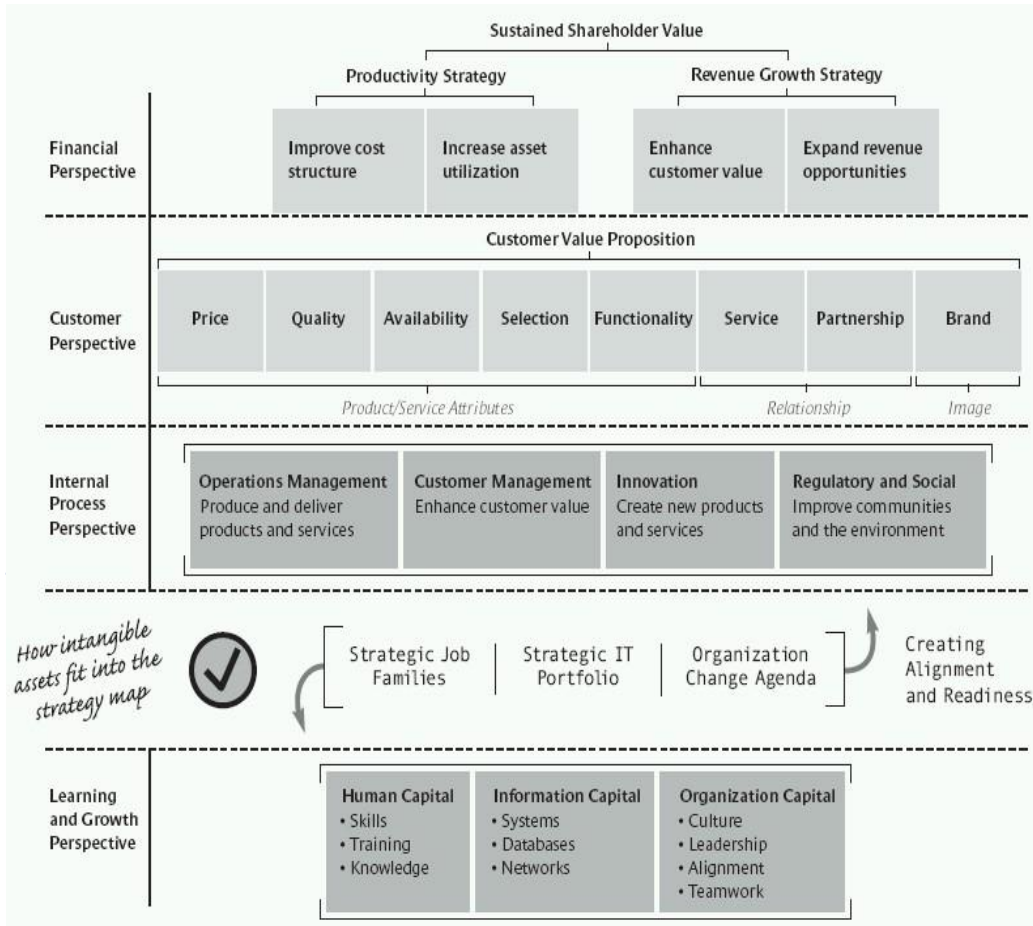 Sustained Shareholder Value
Productivity Strategy
Revenue Growth Strategy
Financial
Perspective
Improve cost
structure
Increase asset
utilization
Enhance
customer value
Expand revenue
opportunities
Customer Value Proposition
Customer
Perspective
Price
Quality
Availability
Selection
Functionality
Service
Partnership
Brand
Product/Service Attributes
Relationship
Image
Internal
Process
Perspective
Operations Management
Produce and deliver
products and services
Customer Management
Enhance customer value
Innovation
Create new products
and services
Regulatory and Social
Improve communities
and the environment
How intangible
assets fit into the
strategy map
Strategic Job
Families
Strategic IT
Portfolio
Organization
Change Agenda
Creating
Alignment
and Readiness
Learning
and Growth
Perspective
Human Capital
• Skills
• Training
• Knowledge
Information Capital
• Systems
• Databases
• Networks
Organization Capital
• Culture
• Leadership
• Alignment
• Teamwork